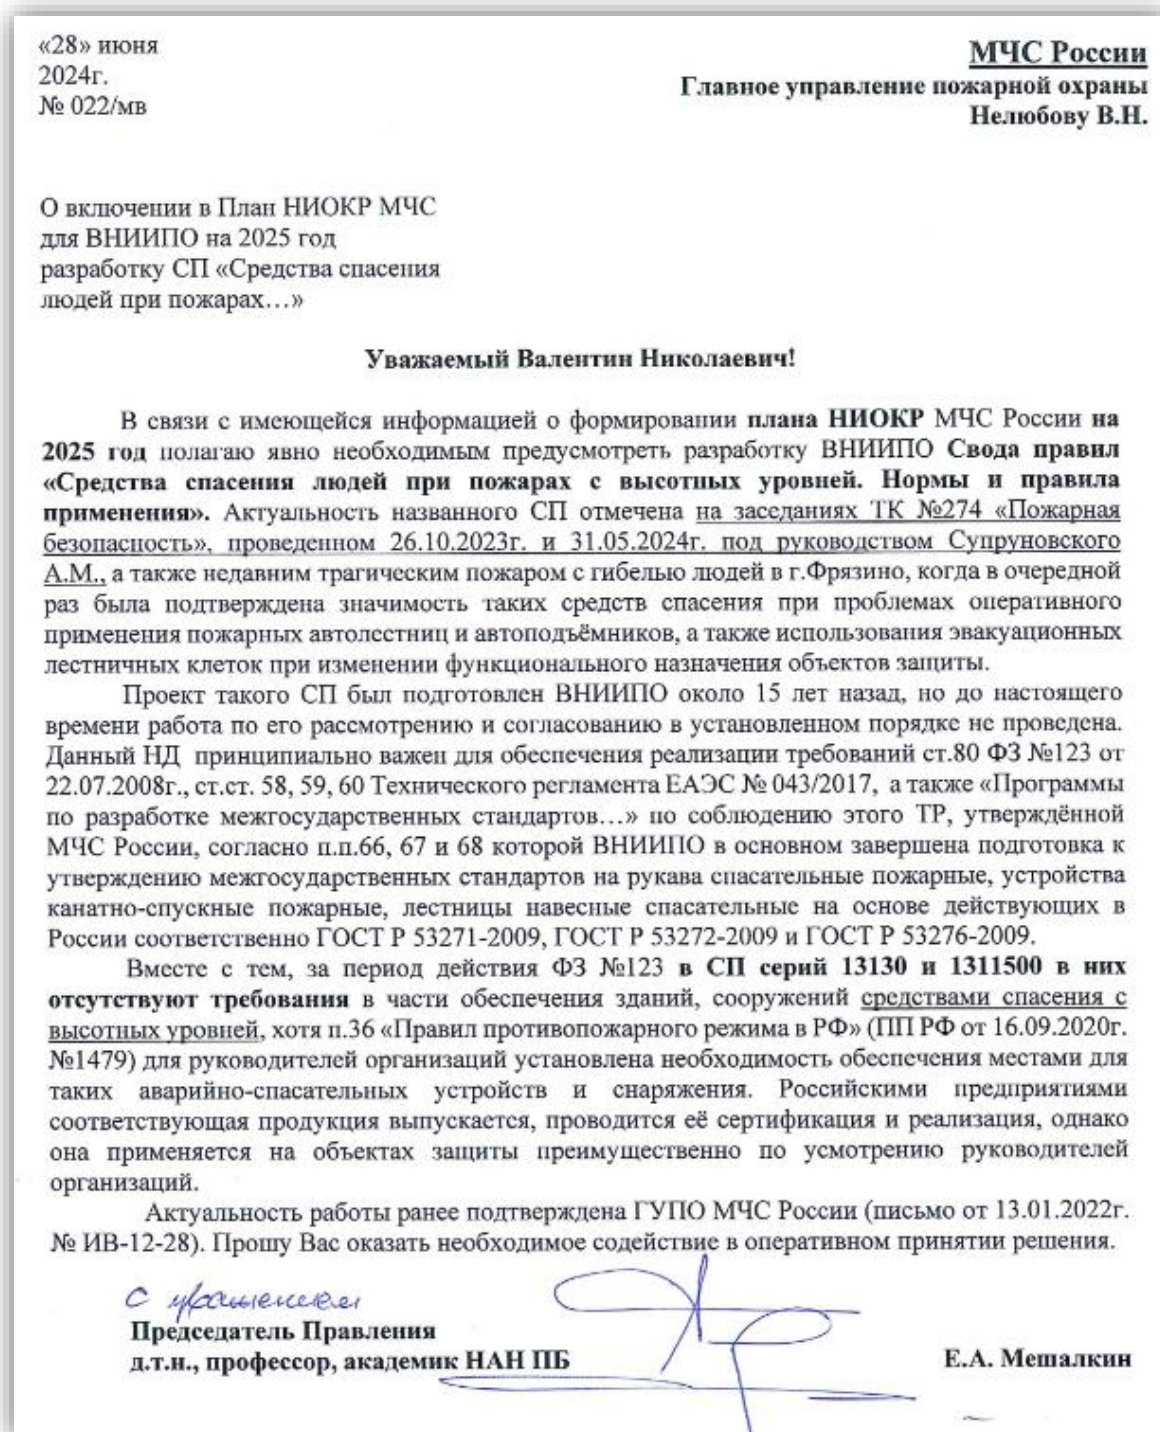 «28» июня
2024г.
№ 022/мв
МЧС России
Главное управление пожарной охраны
Нелюбову В.Н.
О включении в План НИОКР МЧС
для ВНИИПО на 2025 год
разработку СП «Средства спасения
людей при пожарах…»
Уважаемый Валентин Николаевич!
В связи с имеющейся информацией о формировании плана НИОКР МЧС России на
2025 год полагаю явно необходимым предусмотреть разработку ВНИИПО Свода правил
«Средства спасения людей при пожарах с высотных уровней. Нормы и правила
применения». Актуальность названного СП отмечена на заседаниях ТК №274 «Пожарная
безопасность», проведенном 26.10.2023г. и 31.05.2024г. под руководством Супруновского
А.М., а также недавним трагическим пожаром с гибелью людей в г.Фрязино, когда в очередной
раз была подтверждена значимость таких средств спасения при проблемах оперативного
применения пожарных автолестниц и автоподъёмников, а также использования эвакуационных
лестничных клеток при изменении функционального назначения объектов защиты.
Проект такого СП был подготовлен ВНИИПО около 15 лет назад, но до настоящего
времени работа по его рассмотрению и согласованию в установленном порядке не проведена.
Данный НД принципиально важен для обеспечения реализации требований ст.80 ФЗ №123 от
22.07.2008г., ст.ст. 58, 59, 60 Технического регламента ЕАЭС № 043/2017, а также «Программы
по разработке межгосударственных стандартов…» по соблюдению этого ТР, утверждённой
МЧС России, согласно п.п.66, 67 и 68 которой ВНИИПО в основном завершена подготовка к
утверждению межгосударственных стандартов на рукава спасательные пожарные, устройства
канатно-спускные пожарные, лестницы навесные спасательные на основе действующих в
России соответственно ГОСТ Р 53271-2009, ГОСТ Р 53272-2009 и ГОСТ Р 53276-2009.
Вместе с тем, за период действия ФЗ №123 в СП серий 13130 и 1311500 в них
отсутствуют требования в части обеспечения зданий, сооружений средствами спасения с
высотных уровней, хотя п.36 «Правил противопожарного режима в РФ» (ПП РФ от 16.09.2020г.
№1479) для руководителей организаций установлена необходимость обеспечения местами для
таких аварийно-спасательных устройств и снаряжения. Российскими предприятиями
соответствующая продукция выпускается, проводится её сертификация и реализация, однако
она применяется на объектах защиты преимущественно по усмотрению руководителей
организаций.
Актуальность работы ранее подтверждена ГУПО МЧС России (письмо от 13.01.2022г.
№ ИВ-12-28). Прошу Вас оказать необходимое содействие в оперативном принятии решения.
С уважением
Председатель Правления
д.т.н., профессор, академик НАН ПБ
Е.А. Мешалкин